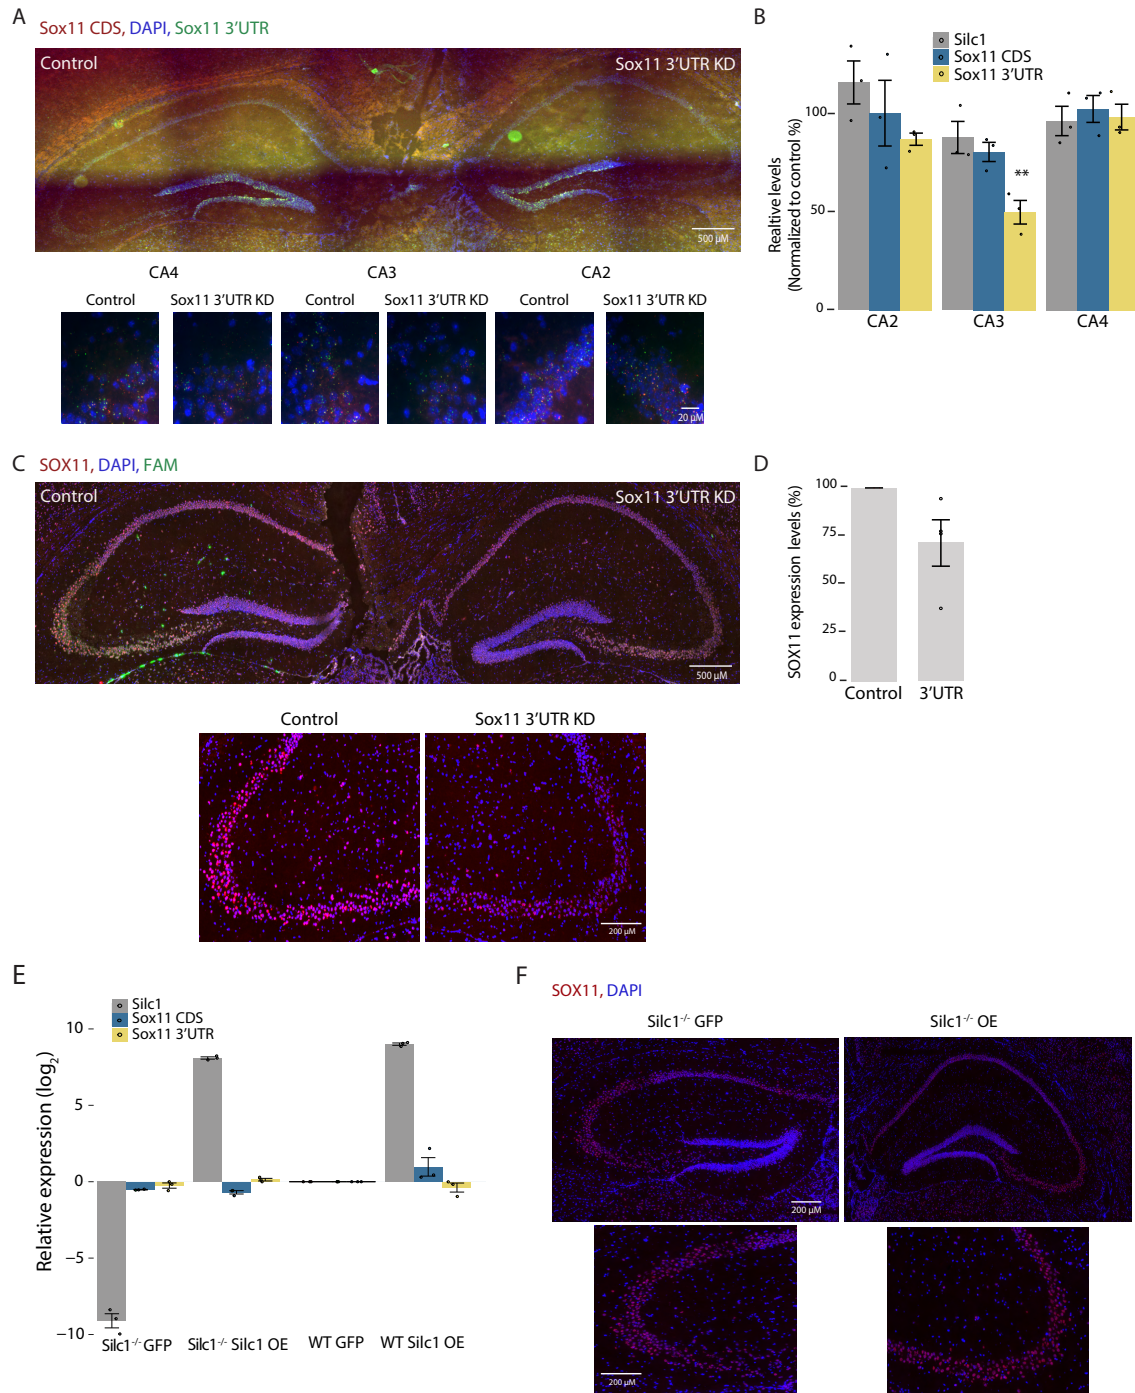 A
Sox11 CDS, DAPI, Sox11 3'UTR
Control
Sox11 3'UTR KD
500 µM
CA4
CA3
CA2
Control
Sox11 3'UTR KD
Control
Sox11 3'UTR KD
Control
Sox11 3'UTR KD
20 µM
B
Silc1
Sox11 CDS
Sox11 3'UTR
Realtive levels
(Normalized to control %)
100
50
0
**
CA2
CA3
CA4
C
SOX11, DAPI, FAM
Control
Sox11 3'UTR KD
500 µM
Control
Sox11 3'UTR KD
200 µM
D
SOX11 expression levels (%)
100
75
50
25
0
Control
3'UTR
E
Silc1
Sox11 CDS
Sox11 3'UTR
Relative expression (log₂)
10
5
0
−5
−10
Silc1⁻/⁻ GFP
Silc1⁻/⁻ Silc1 OE
WT GFP
WT Silc1 OE
F
SOX11, DAPI
Silc1⁻/⁻ GFP
Silc1⁻/⁻ OE
200 µM
200 µM